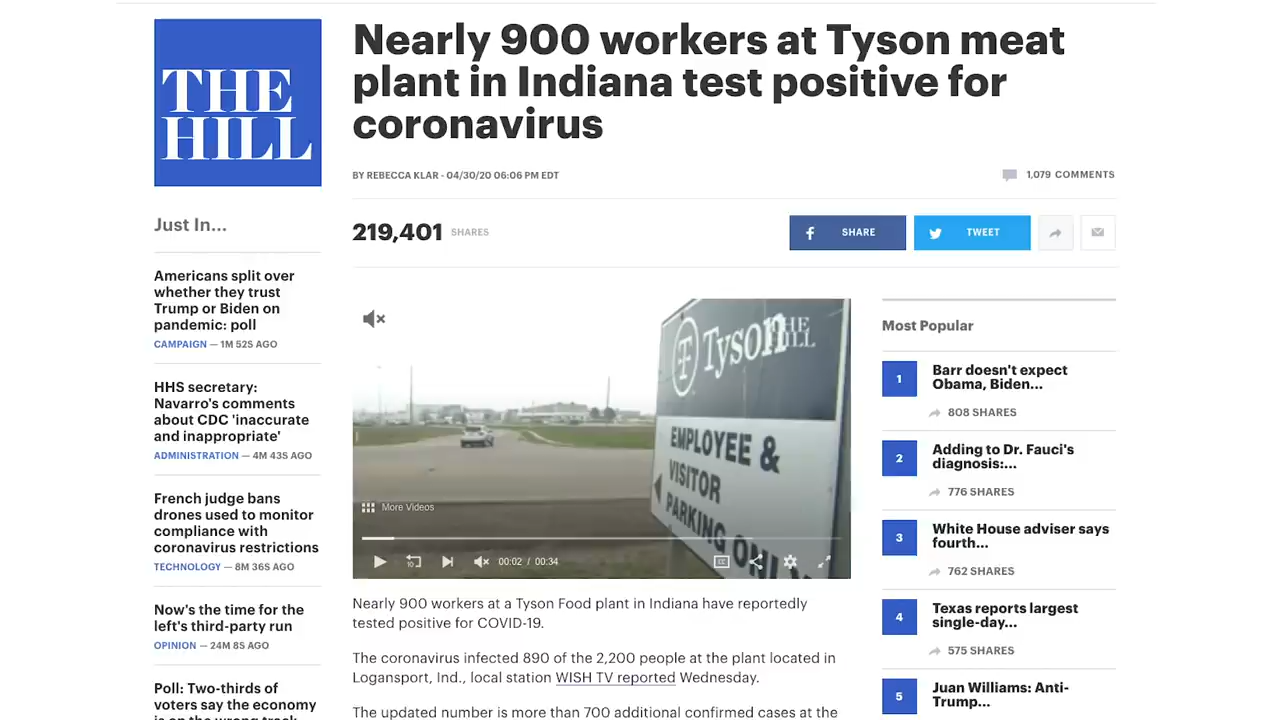 THE
HILL
Nearly 900 workers at Tyson meat
plant in Indiana test positive for
coronavirus
BY REBECCA KLAR - 04/30/20 06:06 PM EDT
1,079 COMMENTS
219,401 SHARES
SHARE
TWEET
Just In...
Americans split over
whether they trust
Trump or Biden on
pandemic: poll
CAMPAIGN — 1M 52S AGO
HHS secretary:
Navarro's comments
about CDC 'inaccurate
and inappropriate'
ADMINISTRATION — 4M 43S AGO
French judge bans
drones used to monitor
compliance with
coronavirus restrictions
TECHNOLOGY — 8M 36S AGO
Now's the time for the
left's third-party run
OPINION — 24M 8S AGO
Poll: Two-thirds of
voters say the economy
is on the wrong track
Tyson
THE
HILL
EMPLOYEE &
VISITOR
PARKING ONLY
More Videos
10
00:02 / 00:34
CC
Nearly 900 workers at a Tyson Food plant in Indiana have reportedly
tested positive for COVID-19.
The coronavirus infected 890 of the 2,200 people at the plant located in
Logansport, Ind., local station WISH TV reported Wednesday.
The updated number is more than 700 additional confirmed cases at the
Most Popular
1
Barr doesn't expect
Obama, Biden...
808 SHARES
2
Adding to Dr. Fauci's
diagnosis:...
776 SHARES
3
White House adviser says
fourth...
762 SHARES
4
Texas reports largest
single-day...
575 SHARES
5
Juan Williams: Anti-
Trump...